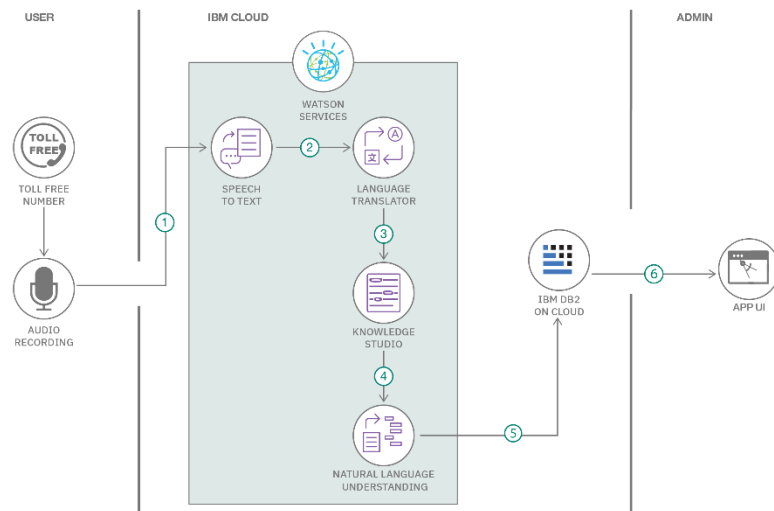 USER
IBM CLOUD
ADMIN
WATSON
SERVICES
TOLL
FREE
TOLL FREE
NUMBER
A
文
SPEECH
TO TEXT
2
LANGUAGE
TRANSLATOR
1
3
AUDIO
RECORDING
KNOWLEDGE
STUDIO
IBM DB2
ON CLOUD
6
APP UI
4
5
NATURAL LANGUAGE
UNDERSTANDING